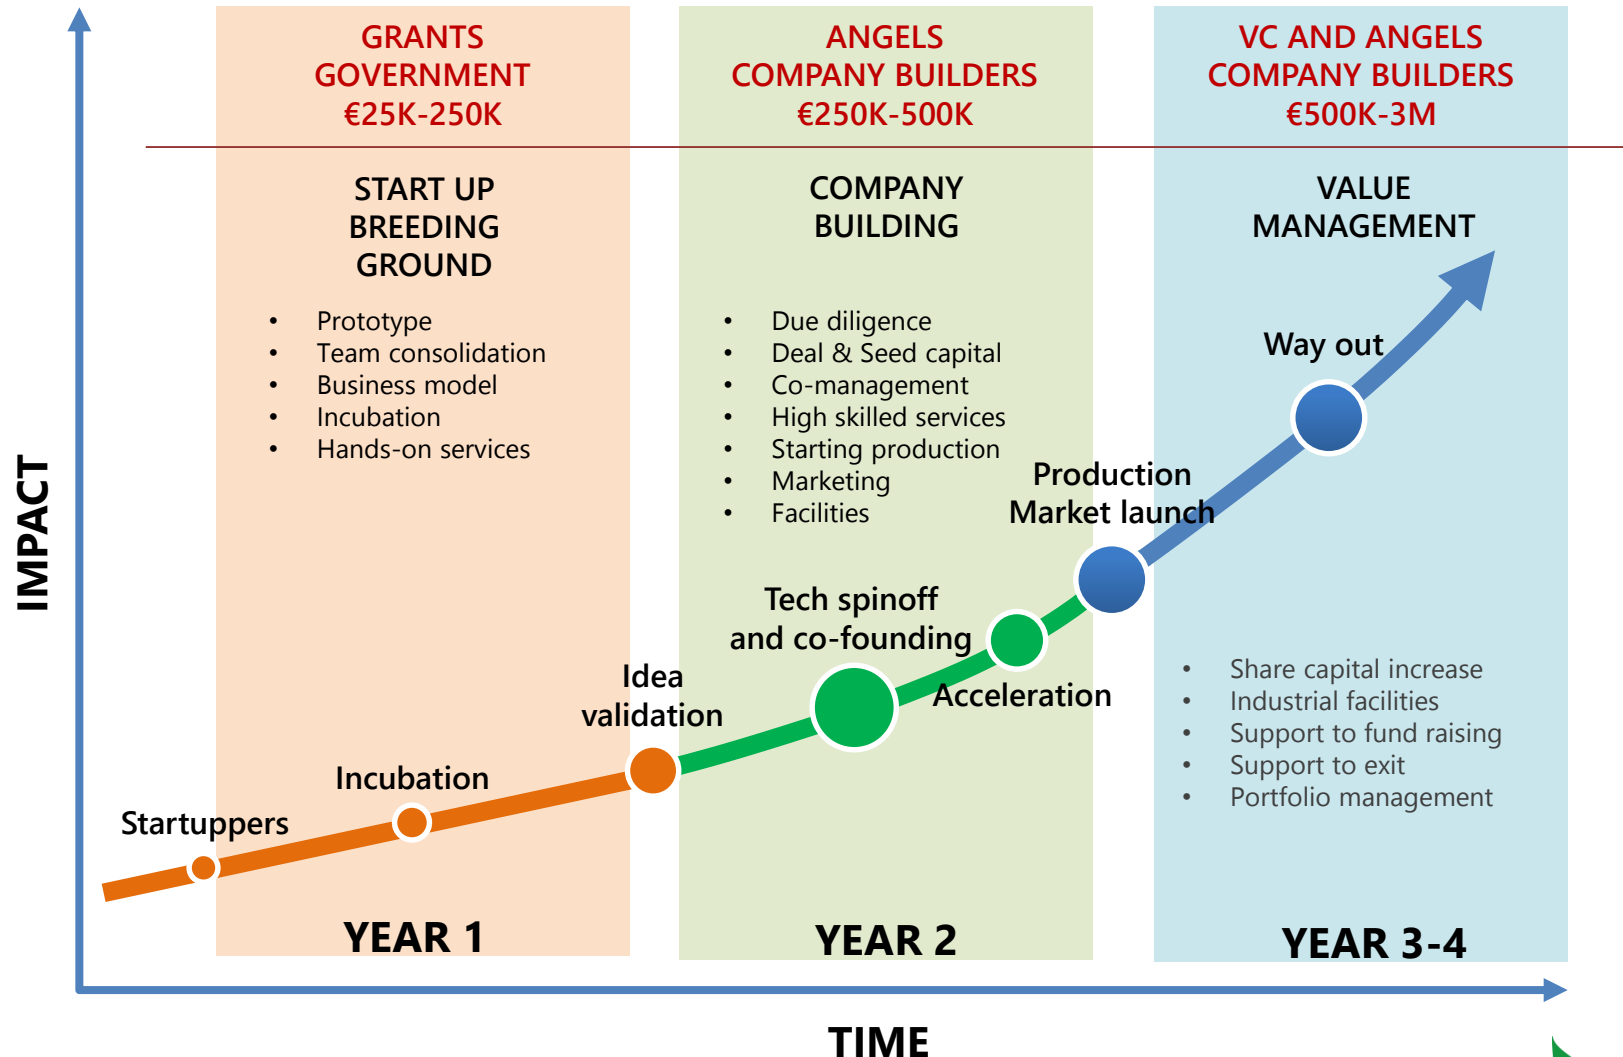 GRANTS
GOVERNMENT
€25K-250K
ANGELS
COMPANY BUILDERS
€250K-500K
VC AND ANGELS
COMPANY BUILDERS
€500K-3M
START UP
BREEDING
GROUND
• Prototype
• Team consolidation
• Business model
• Incubation
• Hands-on services
COMPANY
BUILDING
• Due diligence
• Deal & Seed capital
• Co-management
• High skilled services
• Starting production
• Marketing
• Facilities
VALUE
MANAGEMENT
Way out
Production
Market launch
Tech spinoff
and co-founding
Acceleration
Idea
validation
Incubation
Startuppers
• Share capital increase
• Industrial facilities
• Support to fund raising
• Support to exit
• Portfolio management
YEAR 1
YEAR 2
YEAR 3-4
IMPACT
TIME